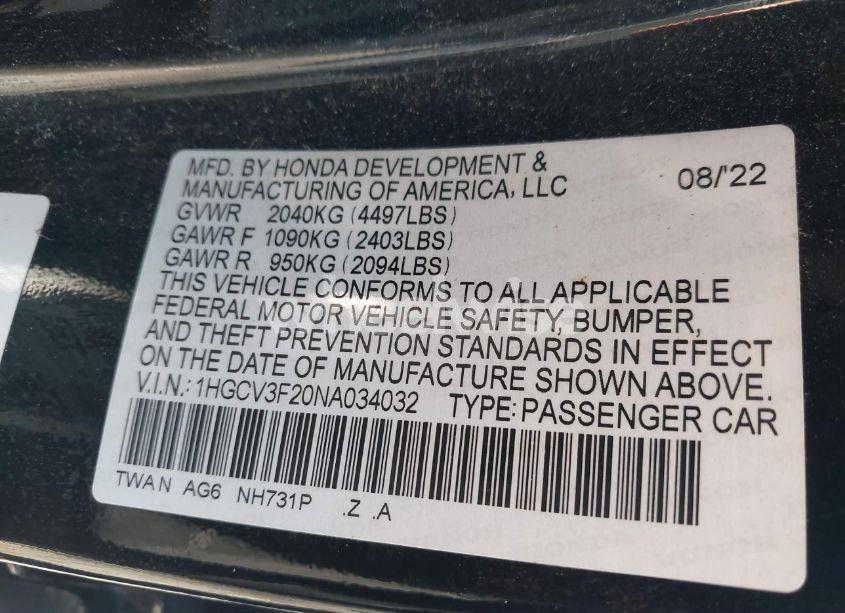 MFD. BY HONDA DEVELOPMENT &
MANUFACTURING OF AMERICA, LLC 08/'22
GVWR 2040KG (4497LBS)
GAWR F 1090KG (2403LBS)
GAWR R 950KG (2094LBS)
THIS VEHICLE CONFORMS TO ALL APPLICABLE
FEDERAL MOTOR VEHICLE SAFETY, BUMPER,
AND THEFT PREVENTION STANDARDS IN EFFECT
ON THE DATE OF MANUFACTURE SHOWN ABOVE.
V.I.N.: 1HGCV3F20NA034032 TYPE: PASSENGER CAR
TWAN AG6 NH731P .Z .A